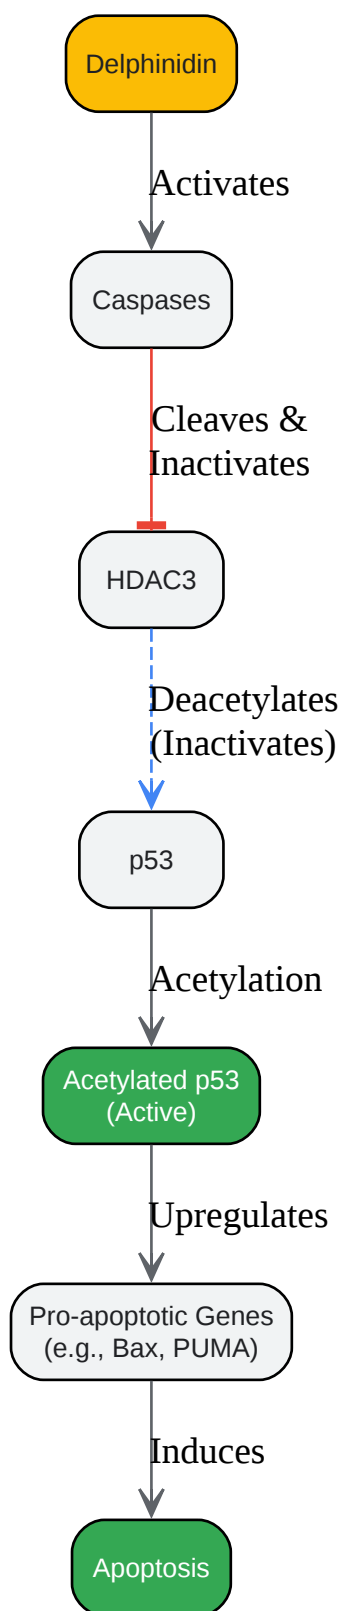 Delphinidin
Activates
Caspases
Cleaves &
Inactivates
HDAC3
Deacetylates
(Inactivates)
p53
Acetylation
Acetylated p53
(Active)
Upregulates
Pro-apoptotic Genes
(e.g., Bax, PUMA)
Induces
Apoptosis